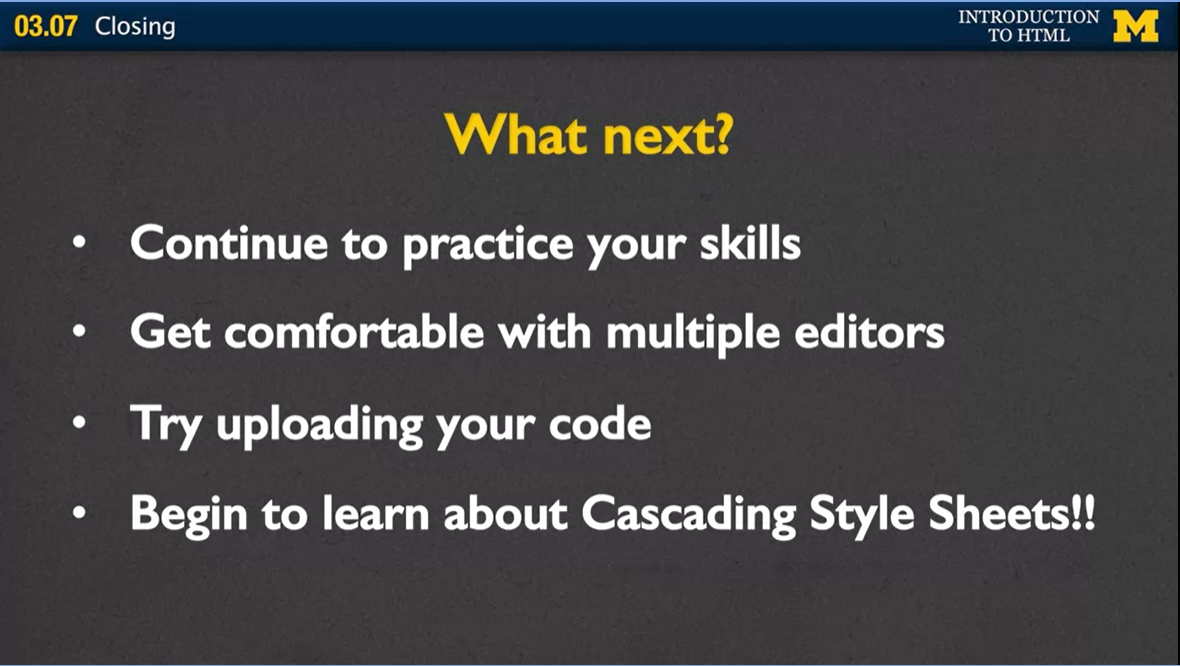 03.07 Closing
INTRODUCTION
TO HTML
M
What next?
• Continue to practice your skills
• Get comfortable with multiple editors
• Try uploading your code
• Begin to learn about Cascading Style Sheets!!